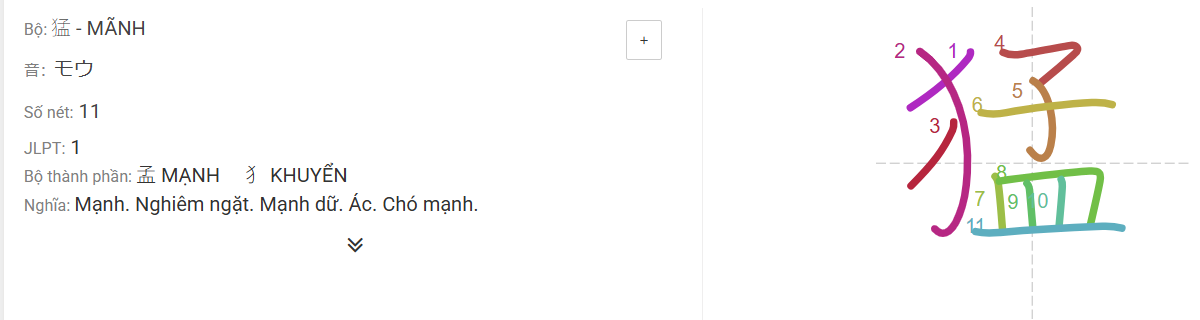 Bộ: 猛 - MÃNH
+
音: モウ
Số nét: 11
JLPT: 1
Bộ thành phần: 孟 MẠNH 犭 KHUYỂN
Nghĩa: Mạnh. Nghiêm ngặt. Mạnh dữ. Ác. Chó mạnh.
猛
2 1 4
5
6
3
8
7 9 0
11